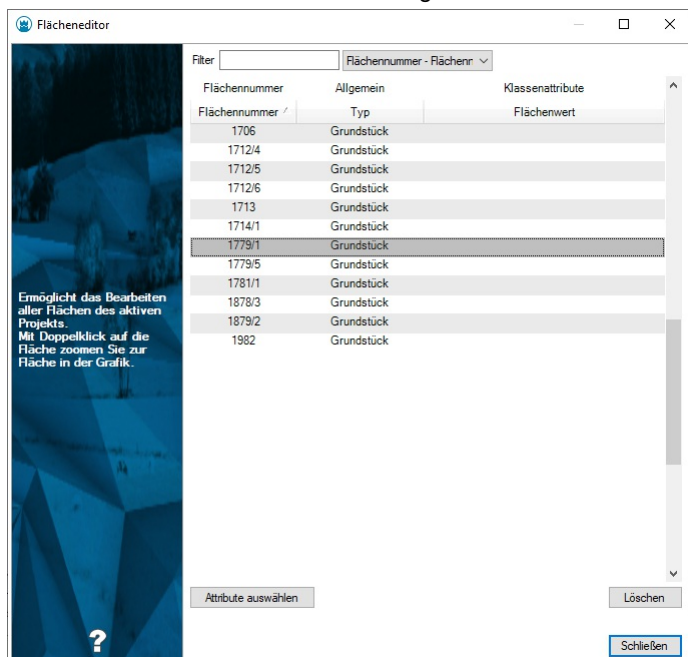 Flächeneditor
Filter
Flächennummer - Flächenr
Flächennummer Allgemein Klassenattribute
Flächennummer Typ Flächenwert
1706 Grundstück
1712/4 Grundstück
1712/5 Grundstück
1712/6 Grundstück
1713 Grundstück
1714/1 Grundstück
1779/1 Grundstück
1779/5 Grundstück
1781/1 Grundstück
1878/3 Grundstück
1879/2 Grundstück
1982 Grundstück
Ermöglicht das Bearbeiten
aller Flächen des aktiven
Projekts.
Mit Doppelklick auf die
Fläche zoomen Sie zur
Fläche in der Grafik.
Attribute auswählen
Löschen
?
Schließen